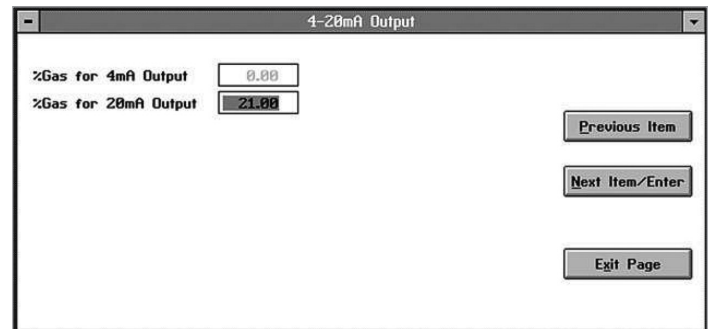 4-20mA Output
%Gas for 4mA Output 0.00
%Gas for 20mA Output 21.00
Previous Item
Next Item/Enter
Exit Page